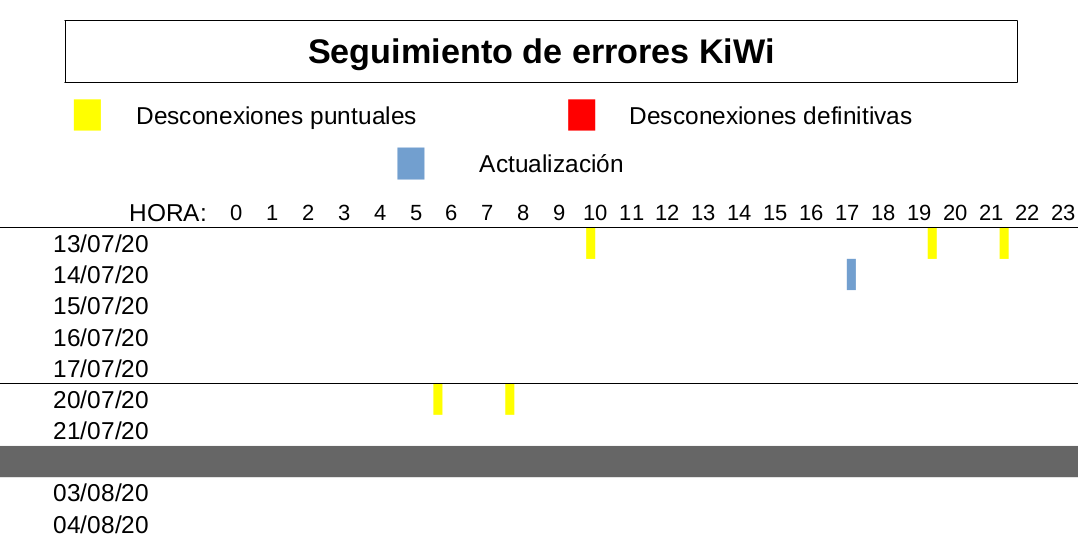 Seguimiento de errores KiWi
Desconexiones puntuales Desconexiones definitivas
Actualización
HORA: 0 1 2 3 4 5 6 7 8 9 10 11 12 13 14 15 16 17 18 19 20 21 22 23
13/07/20
14/07/20
15/07/20
16/07/20
17/07/20
20/07/20
21/07/20
03/08/20
04/08/20